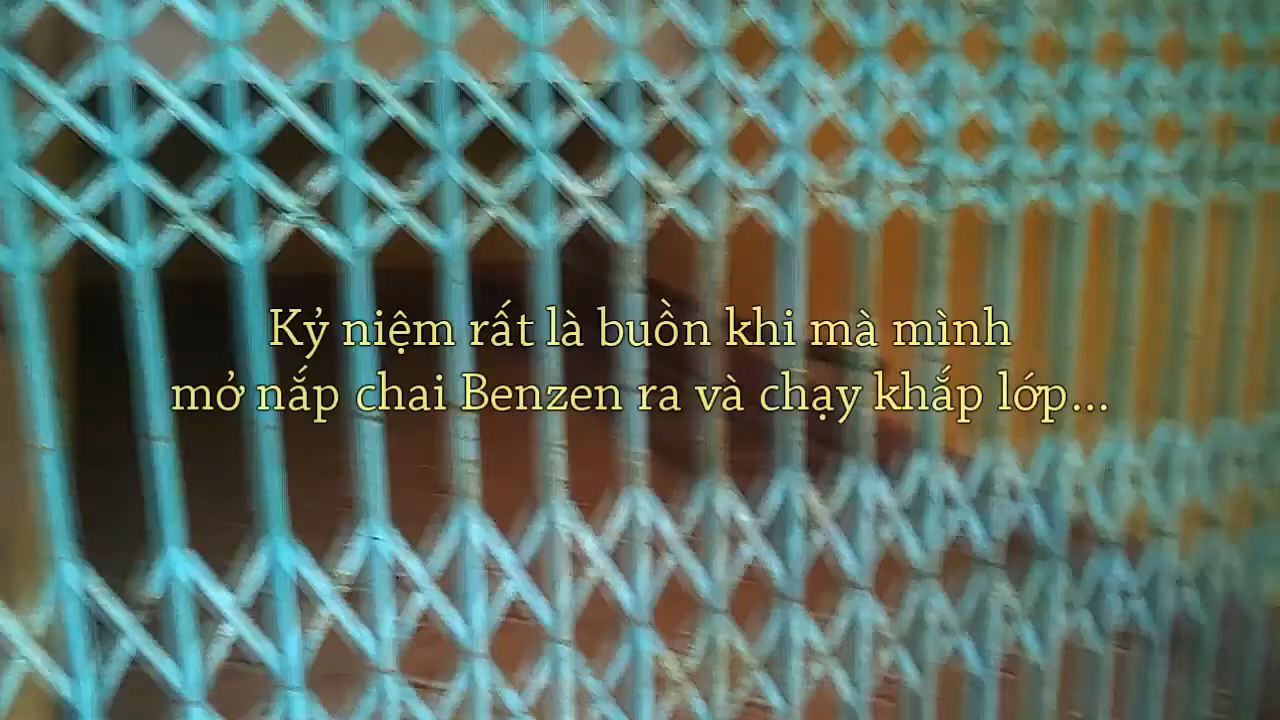 Kỷ niệm rất là buồn khi mà mình
mở nắp chai Benzen ra và chạy khắp lớp...